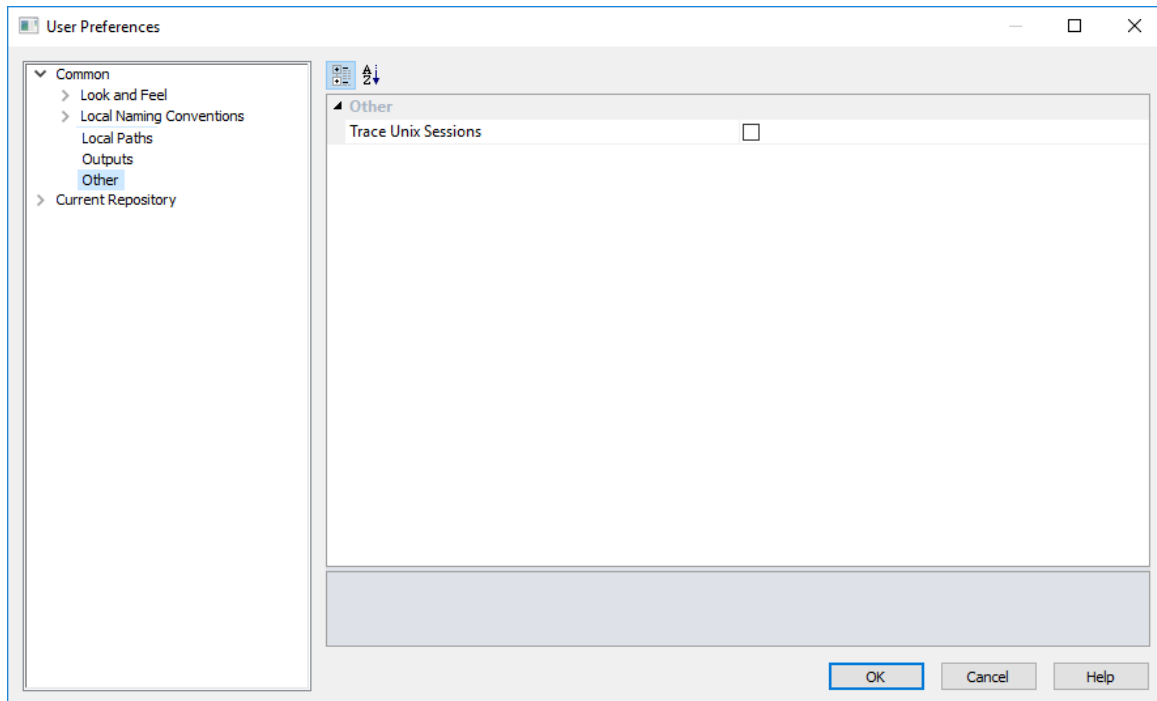 User Preferences
Common
Look and Feel
Local Naming Conventions
Local Paths
Outputs
Other
Current Repository
Other
Trace Unix Sessions
OK
Cancel
Help